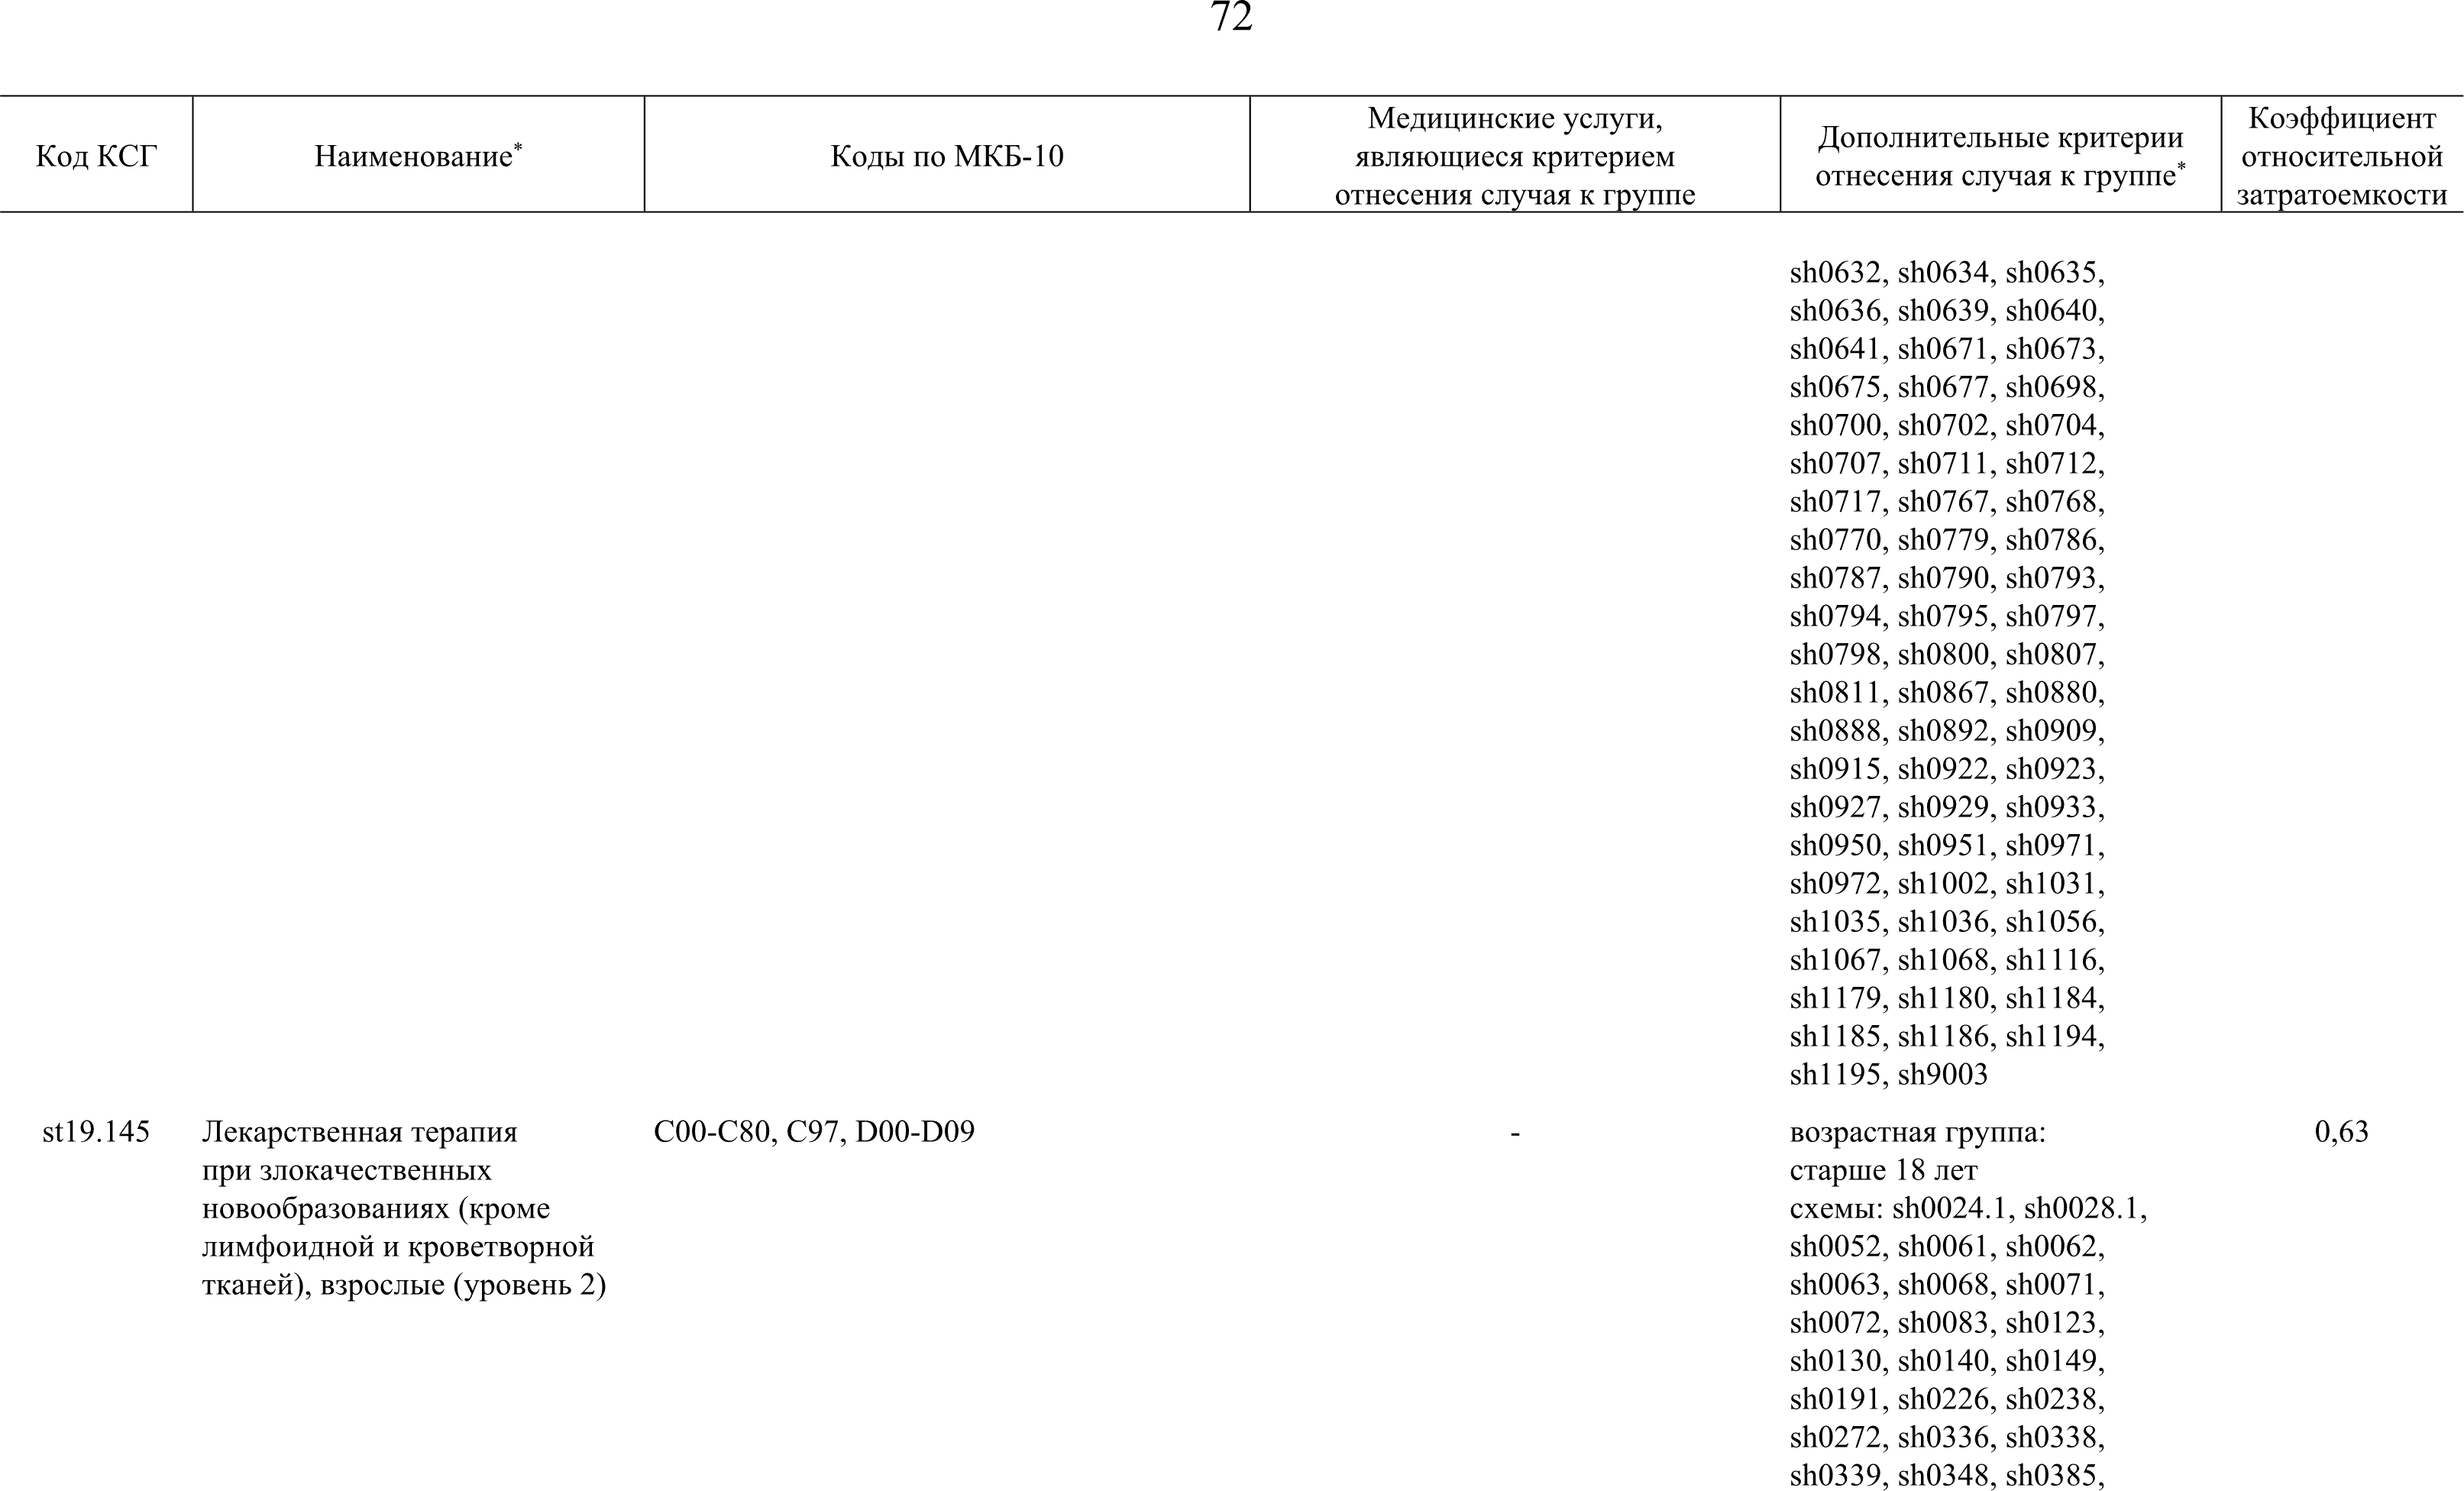 72
Код КСГ
Наименование*
Коды по МКБ-10
Медицинские услуги,
являющиеся критерием
отнесения случая к группе
Дополнительные критерии
отнесения случая к группе*
Коэффициент
относительной
затратоемкости
sh0632, sh0634, sh0635,
sh0636, sh0639, sh0640,
sh0641, sh0671, sh0673,
sh0675, sh0677, sh0698,
sh0700, sh0702, sh0704,
sh0707, sh0711, sh0712,
sh0717, sh0767, sh0768,
sh0770, sh0779, sh0786,
sh0787, sh0790, sh0793,
sh0794, sh0795, sh0797,
sh0798, sh0800, sh0807,
sh0811, sh0867, sh0880,
sh0888, sh0892, sh0909,
sh0915, sh0922, sh0923,
sh0927, sh0929, sh0933,
sh0950, sh0951, sh0971,
sh0972, sh1002, sh1031,
sh1035, sh1036, sh1056,
sh1067, sh1068, sh1116,
sh1179, sh1180, sh1184,
sh1185, sh1186, sh1194,
sh1195, sh9003
st19.145
Лекарственная терапия
при злокачественных
новообразованиях (кроме
лимфоидной и кроветворной
тканей), взрослые (уровень 2)
C00-C80, C97, D00-D09
-
возрастная группа:
старше 18 лет
схемы: sh0024.1, sh0028.1,
sh0052, sh0061, sh0062,
sh0063, sh0068, sh0071,
sh0072, sh0083, sh0123,
sh0130, sh0140, sh0149,
sh0191, sh0226, sh0238,
sh0272, sh0336, sh0338,
sh0339, sh0348, sh0385,
0,63